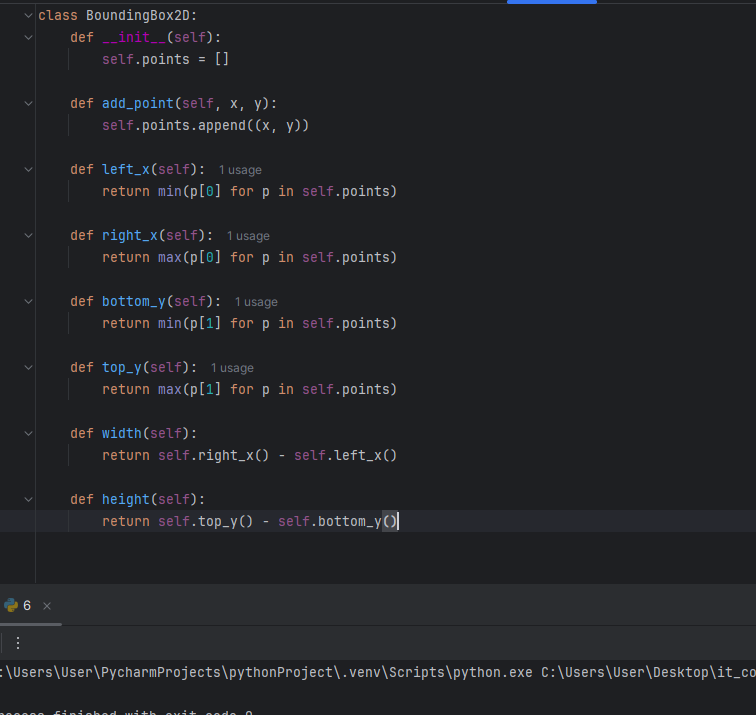 class BoundingBox2D:
    def __init__(self):
        self.points = []
    def add_point(self, x, y):
        self.points.append((x, y))
    def left_x(self): 1 usage
        return min(p[0] for p in self.points)
    def right_x(self): 1 usage
        return max(p[0] for p in self.points)
    def bottom_y(self): 1 usage
        return min(p[1] for p in self.points)
    def top_y(self): 1 usage
        return max(p[1] for p in self.points)
    def width(self):
        return self.right_x() - self.left_x()
    def height(self):
        return self.top_y() - self.bottom_y()
6 ×
:\Users\User\PycharmProjects\pythonProject\.venv\Scripts\python.exe C:\Users\User\Desktop\it_co
ocess finished with exit code 0